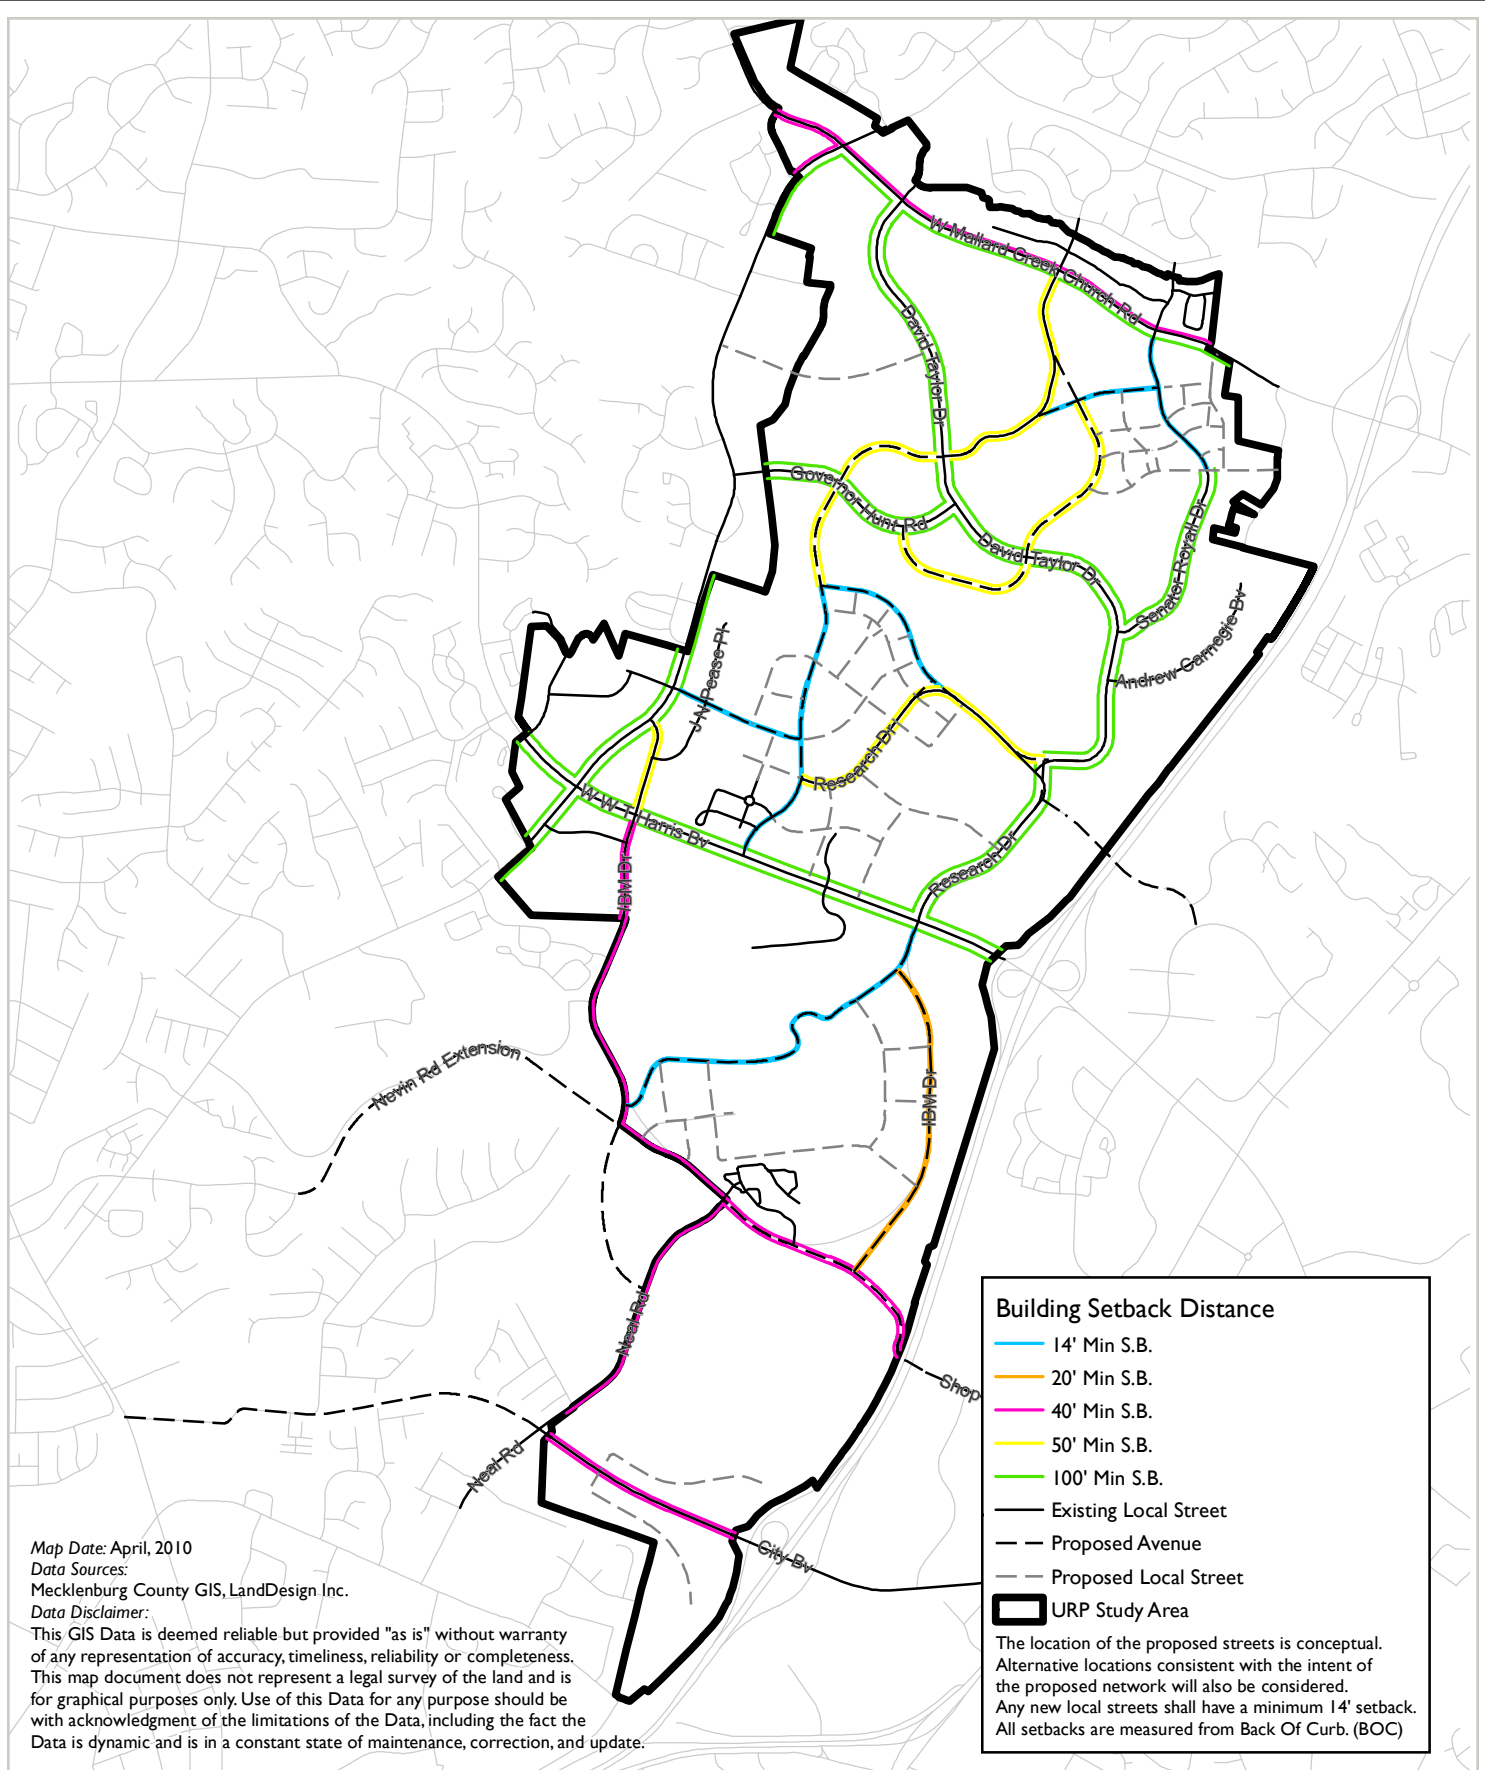 W Mallard Creek Church Rd
David Taylor Dr
Governor Hunt Rd
David Taylor Dr
Senator Royall Dr
Andrew Carnegie Bv
J N Pease Pl
Research Dr
W W T Harris Bv
IBM Dr
Research Dr
Nevin Rd Extension
IBM Dr
Neal Rd
Shop
Neal Rd
City Bv
Building Setback Distance
14' Min S.B.
20' Min S.B.
40' Min S.B.
50' Min S.B.
100' Min S.B.
Existing Local Street
Proposed Avenue
Proposed Local Street
URP Study Area
The location of the proposed streets is conceptual.
Alternative locations consistent with the intent of
the proposed network will also be considered.
Any new local streets shall have a minimum 14' setback.
All setbacks are measured from Back Of Curb. (BOC)
Map Date: April, 2010
Data Sources:
Mecklenburg County GIS, LandDesign Inc.
Data Disclaimer:
This GIS Data is deemed reliable but provided "as is" without warranty
of any representation of accuracy, timeliness, reliability or completeness.
This map document does not represent a legal survey of the land and is
for graphical purposes only. Use of this Data for any purpose should be
with acknowledgment of the limitations of the Data, including the fact the
Data is dynamic and is in a constant state of maintenance, correction, and update.